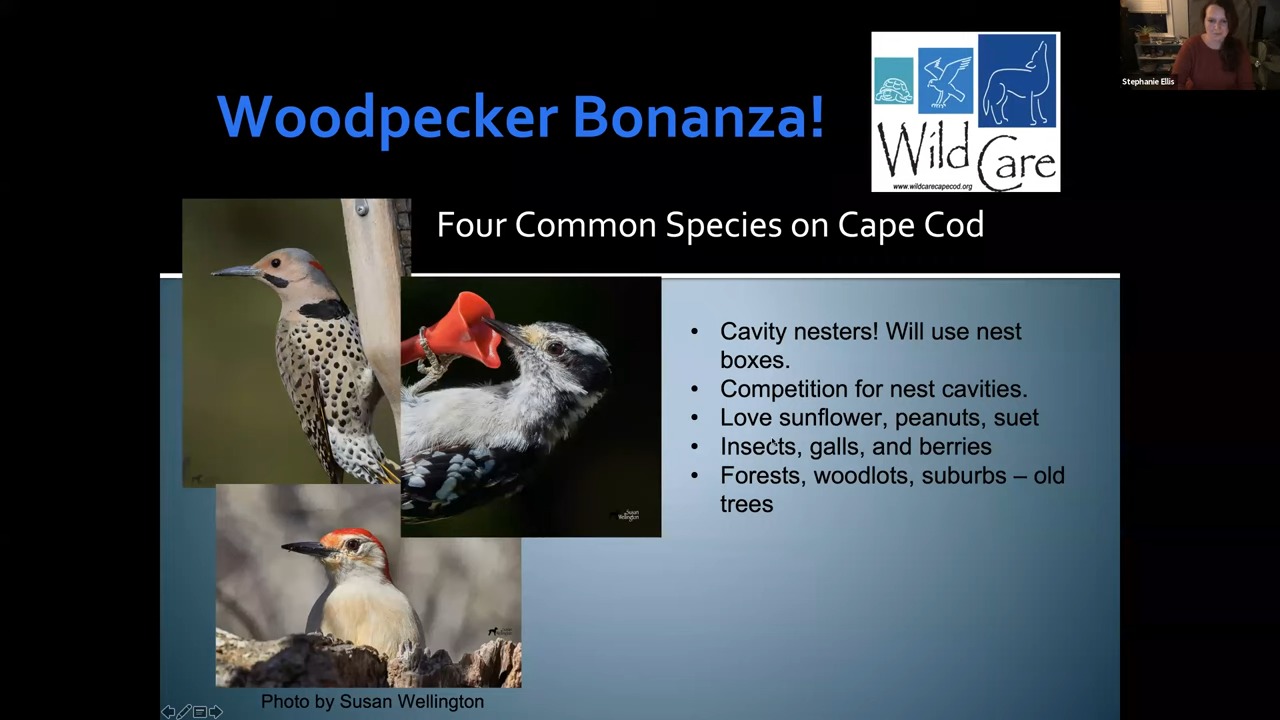 Woodpecker Bonanza!
Wild Care
www.wildcarecapecod.org
Stephanie Ellis
Four Common Species on Cape Cod
• Cavity nesters! Will use nest
boxes.
• Competition for nest cavities.
• Love sunflower, peanuts, suet
• Insects, galls, and berries
• Forests, woodlots, suburbs – old
trees
Susan
Wellington
Photo by Susan Wellington